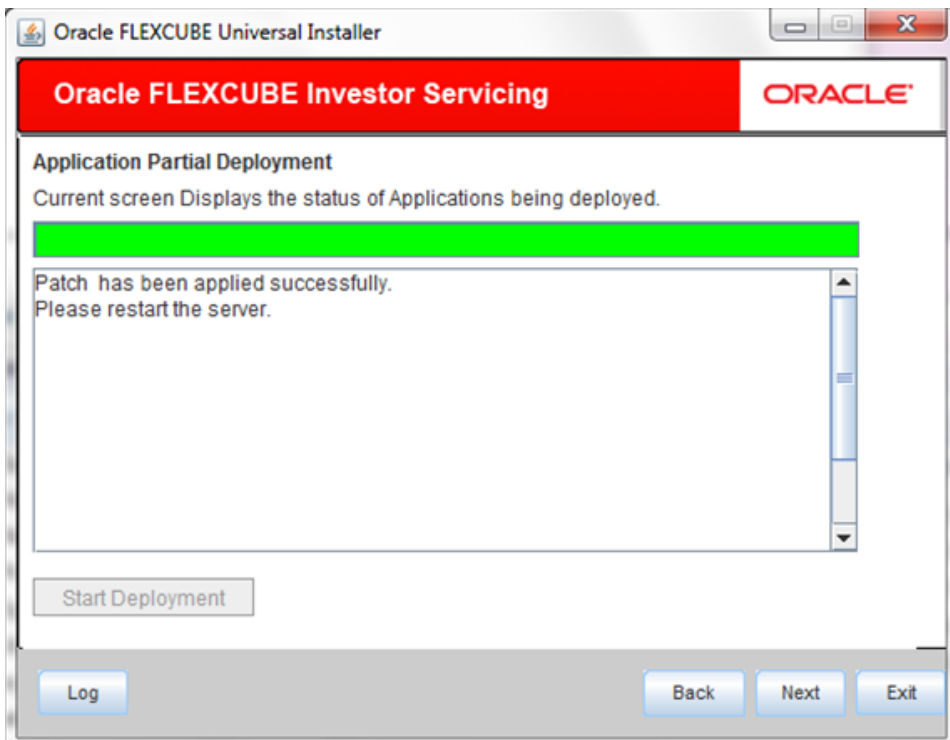 Oracle FLEXCUBE Universal Installer
Oracle FLEXCUBE Investor Servicing
ORACLE
Application Partial Deployment
Current screen Displays the status of Applications being deployed.
Patch  has been applied successfully.
Please restart the server.
Start Deployment
Log
Back
Next
Exit